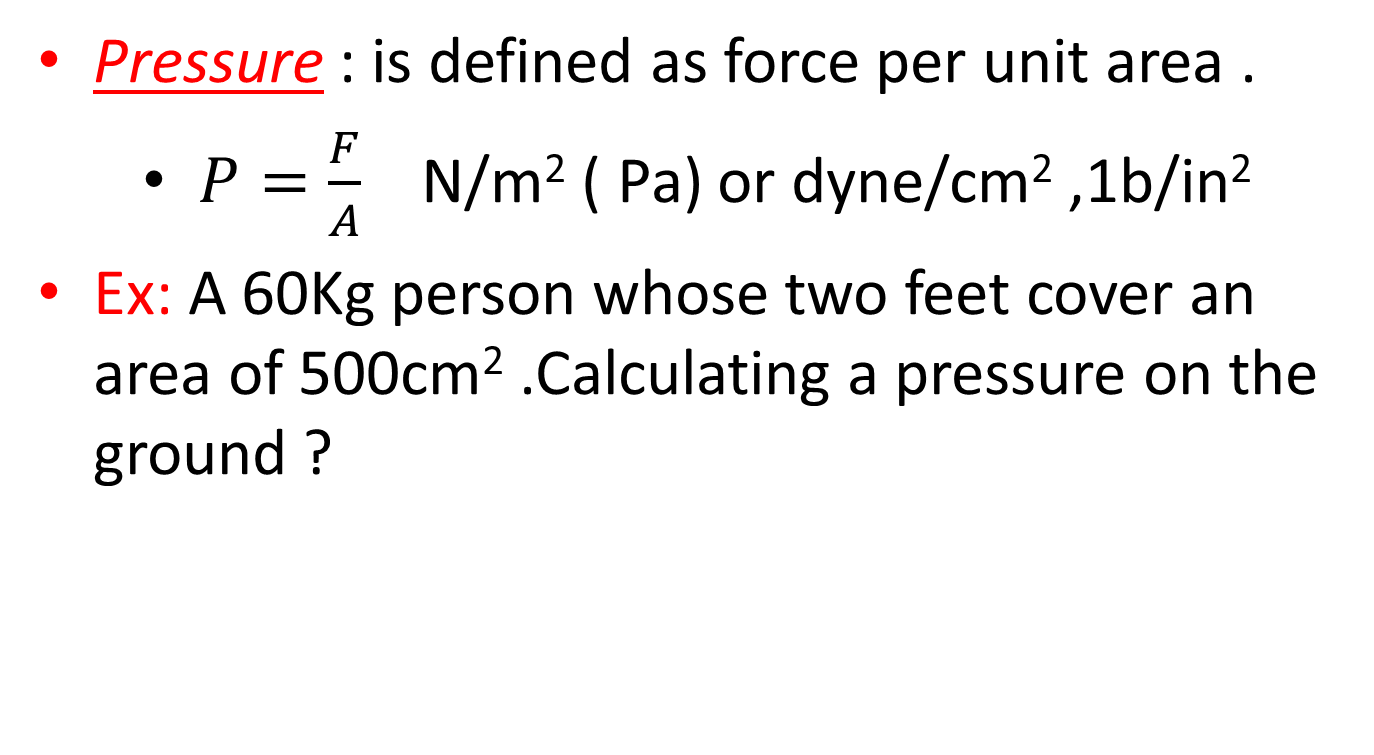 • Pressure : is defined as force per unit area .
• P = F/A N/m² ( Pa) or dyne/cm² ,1b/in²
• Ex: A 60Kg person whose two feet cover an
area of 500cm² .Calculating a pressure on the
ground ?